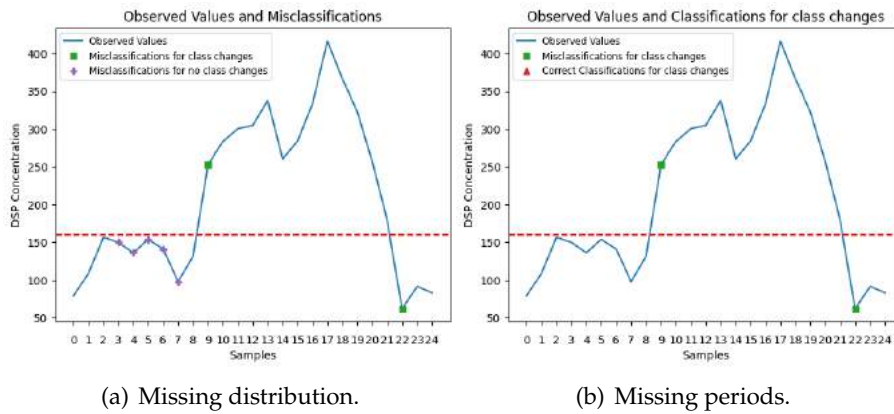 Observed Values and Misclassifications
400
350
300
250
200
150
100
50
DSP Concentration
Observed Values
Misclassifications for class changes
Misclassifications for no class changes
0 1 2 3 4 5 6 7 8 9 10 11 12 13 14 15 16 17 18 19 20 21 22 23 24
Samples
(a) Missing distribution.
Observed Values and Classifications for class changes
400
350
300
250
200
150
100
50
DSP Concentration
Observed Values
Misclassifications for class changes
Correct Classifications for class changes
0 1 2 3 4 5 6 7 8 9 10 11 12 13 14 15 16 17 18 19 20 21 22 23 24
Samples
(b) Missing periods.